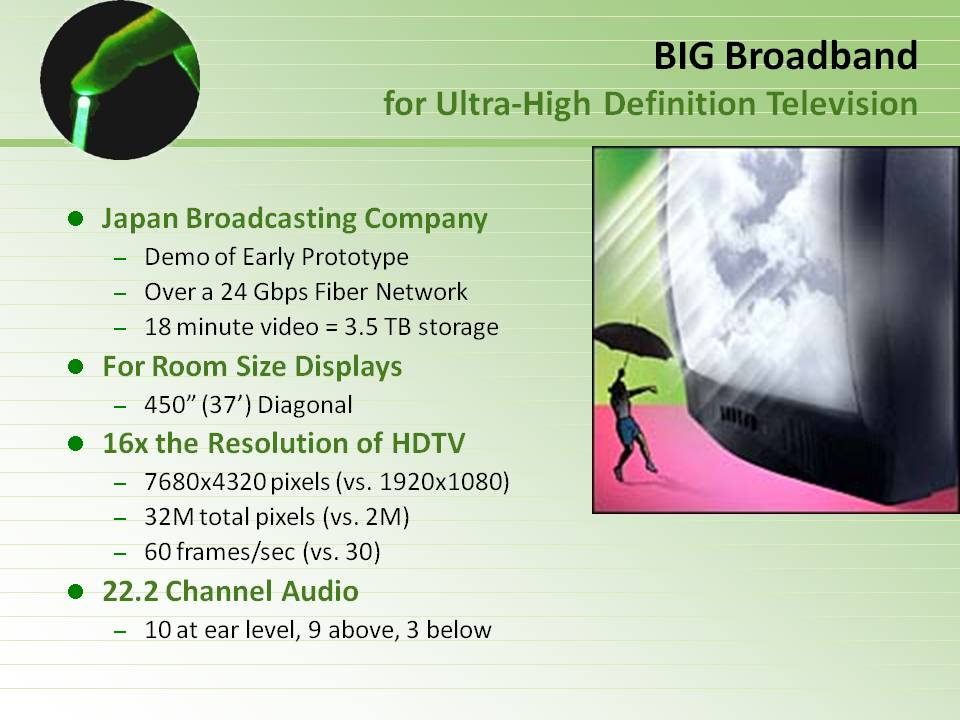 BIG Broadband
for Ultra-High Definition Television
Japan Broadcasting Company
– Demo of Early Prototype
– Over a 24 Gbps Fiber Network
– 18 minute video = 3.5 TB storage
For Room Size Displays
– 450” (37’) Diagonal
16x the Resolution of HDTV
– 7680x4320 pixels (vs. 1920x1080)
– 32M total pixels (vs. 2M)
– 60 frames/sec (vs. 30)
22.2 Channel Audio
– 10 at ear level, 9 above, 3 below